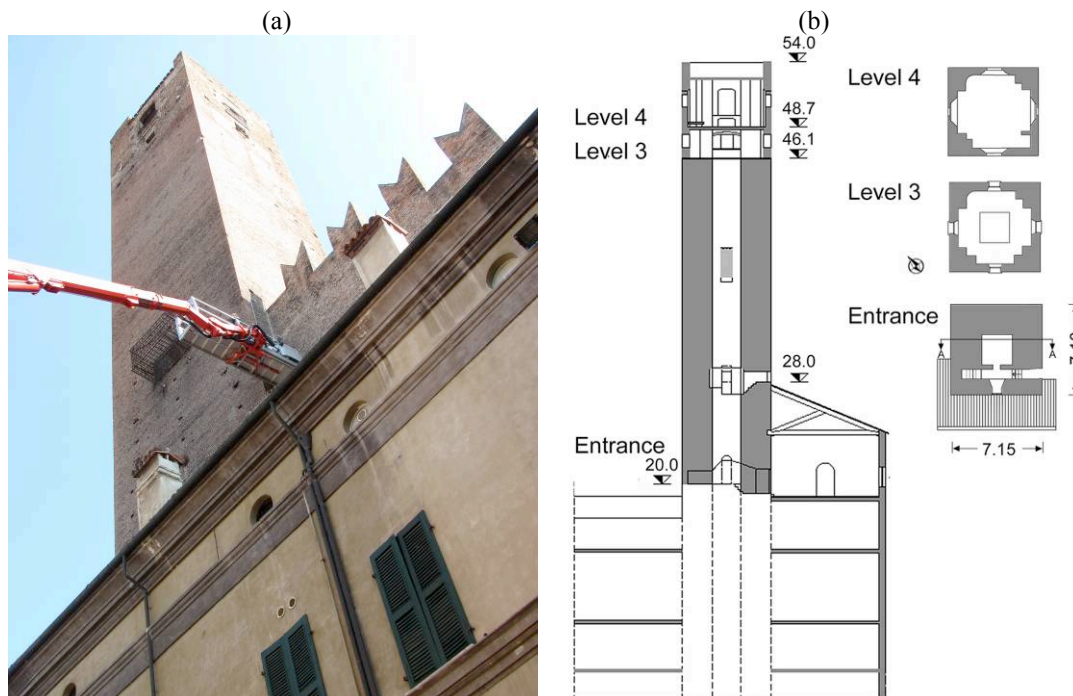 (a)
(b)
54.0
Level 4
48.7
Level 3
46.1
28.0
Entrance
20.0
Level 4
Level 3
Entrance
A
A
7.15